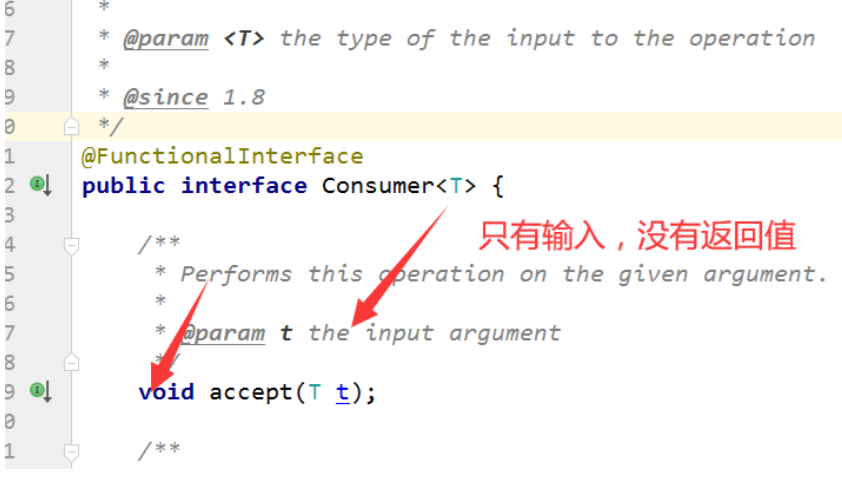 6 *
7 * @param <T> the type of the input to the operation
8 *
9 * @since 1.8
0 */
1 @FunctionalInterface
2 public interface Consumer<T> {
3
4 /**
只有输入，没有返回值
5 * Performs this operation on the given argument.
6 *
7 * @param t the input argument
8 */
9 void accept(T t);
0
1 /**